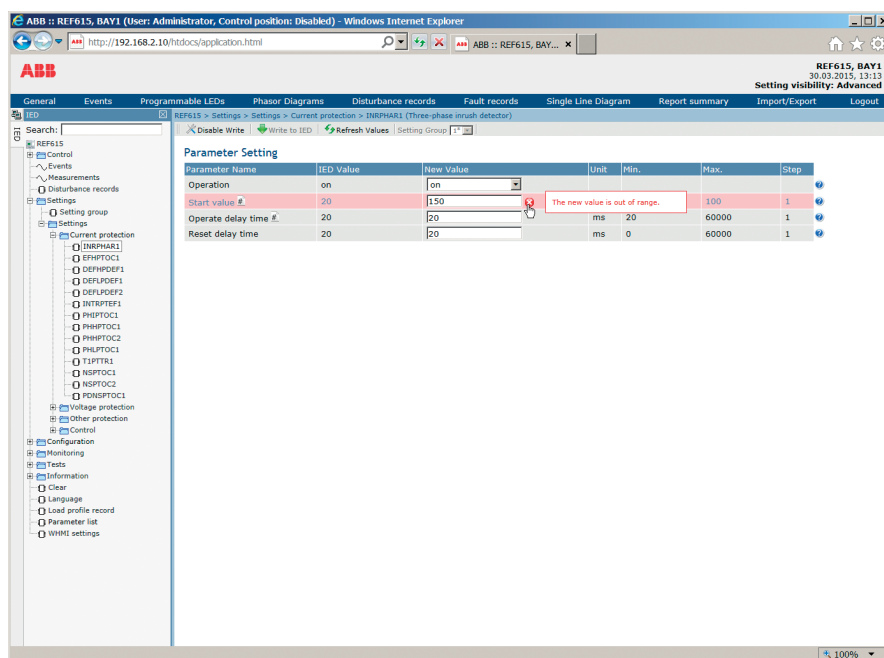 ABB :: REF615, BAY1 (User: Administrator, Control position: Disabled) - Windows Internet Explorer
http://192.168.2.10/htdocs/application.html
ABB :: REF615, BAY... ×
ABB
REF615, BAY1
30.03.2015, 13:13
Setting visibility: Advanced
General Events Programmable LEDs Phasor Diagrams Disturbance records Fault records Single Line Diagram Report summary Import/Export Logout
IED
IED
REF615 > Settings > Settings > Current protection > INRPHAR1 (Three-phase inrush detector)
Search:
Disable Write Write to IED Refresh Values Setting Group 1*
REF615
Control
Events
Measurements
Disturbance records
Settings
Setting group
Settings
Current protection
INRPHAR1
EFHPTOC1
DEFHPDEF1
DEFLPDEF1
DEFLPDEF2
INTRPTEF1
PHIPTOC1
PHHPTOC1
PHHPTOC2
PHLPTOC1
T1PTTR1
NSPTOC1
NSPTOC2
PDNSPTOC1
Voltage protection
Other protection
Control
Configuration
Monitoring
Tests
Information
Clear
Language
Load profile record
Parameter list
WHMI settings
Parameter Setting
Parameter Name IED Value New Value Unit Min. Max. Step
Operation on on
Start value # 20 150 The new value is out of range. 100 1
Operate delay time # 20 20 ms 20 60000 1
Reset delay time 20 20 ms 0 60000 1
100%